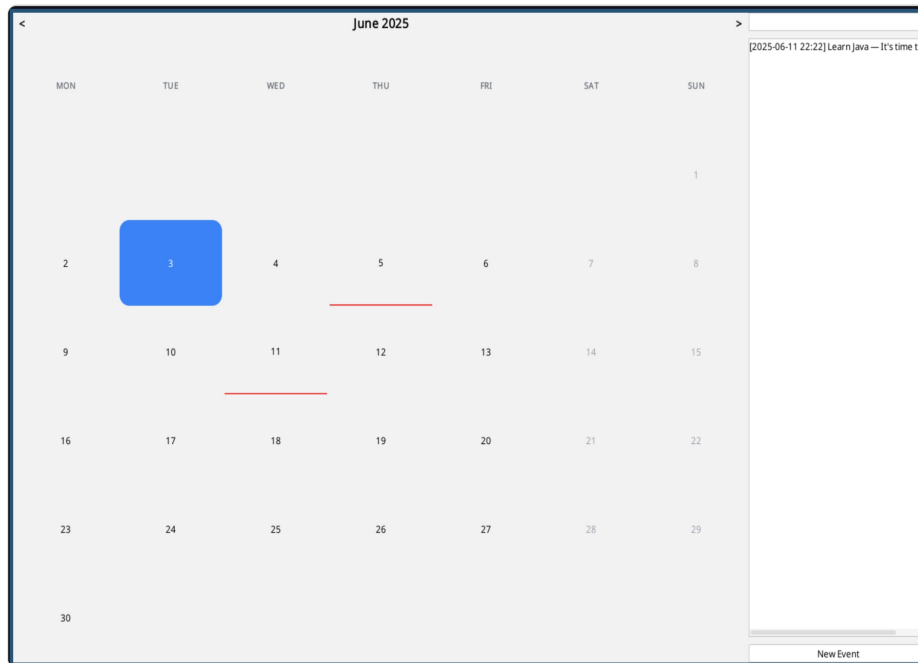 < June 2025 >
[2025-06-11 22:22] Learn Java — It's time t
MON TUE WED THU FRI SAT SUN
1
2 3 4 5 6 7 8
9 10 11 12 13 14 15
16 17 18 19 20 21 22
23 24 25 26 27 28 29
30
New Event